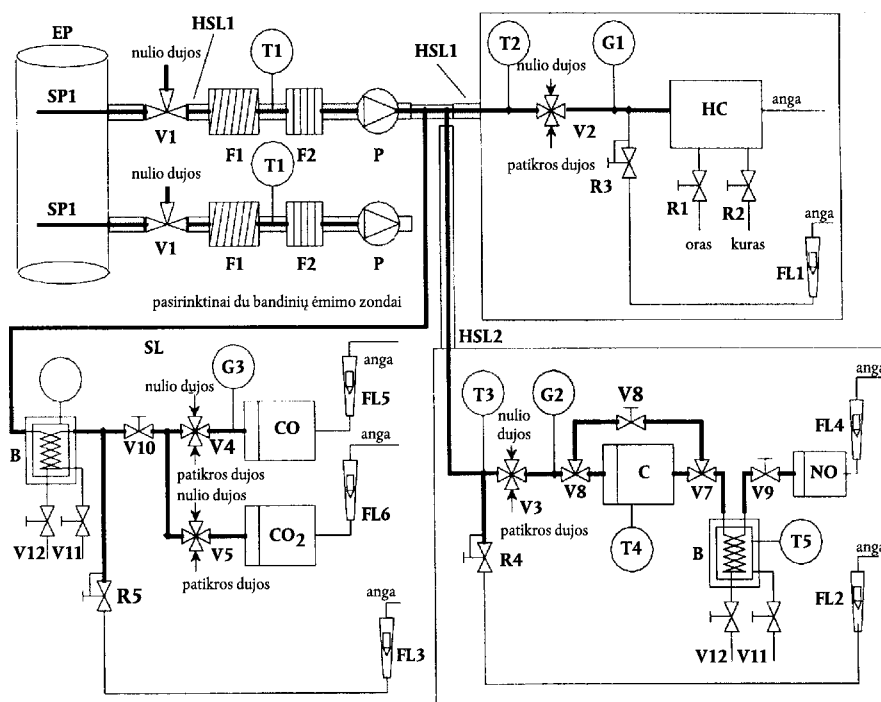 EP
nulio dujos
HSL1
T1
SP1
V1
F1
F2
P
nulio dujos
T1
SP1
V1
F1
F2
P
pasirinktinai du bandinių ėmimo zondai
HSL1
T2
G1
nulio dujos
V2
patikros dujos
HC
anga
R3
R1
R2
oras
kuras
anga
FL1
HSL2
SL
G3
nulio dujos
anga
FL5
B
V10
V4
CO
patikros dujos
nulio dujos
anga
FL6
V5
CO2
patikros dujos
V12
V11
R5
anga
FL3
T3
G2
nulio
dujos
V8
anga
FL4
V3
V8
C
V7
V9
NO
patikros dujos
T4
B
T5
R4
anga
FL2
V12
V11